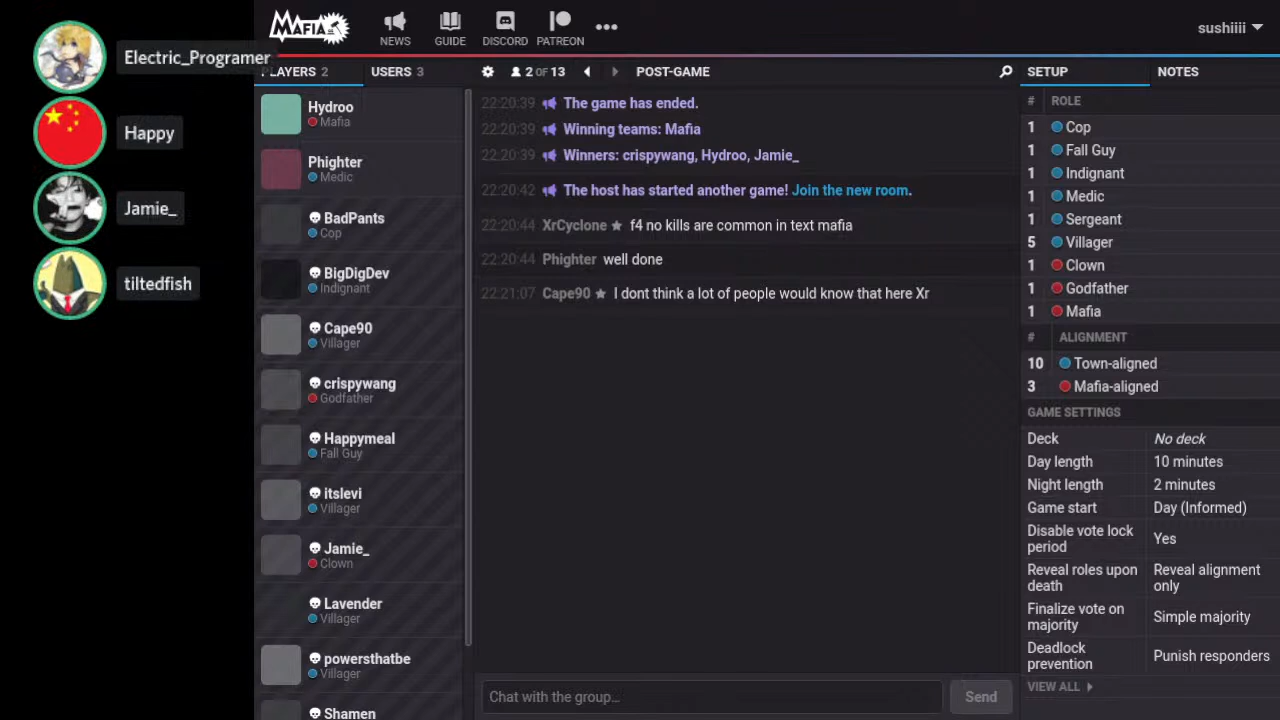 Electric_Programer
Happy
Jamie_
tiltedfish
MAFIA
NEWS
GUIDE
DISCORD
PATREON
sushiiii
PLAYERS 2
USERS 3
2 OF 13
POST-GAME
SETUP
NOTES
Hydroo
Mafia
Phighter
Medic
BadPants
Cop
BigDigDev
Indignant
Cape90
Villager
crispywang
Godfather
Happymeal
Fall Guy
itslevi
Villager
Jamie_
Clown
Lavender
Villager
powersthatbe
Villager
Shamen
22:20:39 The game has ended.
22:20:39 Winning teams: Mafia
22:20:39 Winners: crispywang, Hydroo, Jamie_
22:20:42 The host has started another game! Join the new room.
22:20:44 XrCyclone ★ f4 no kills are common in text mafia
22:20:44 Phighter well done
22:21:07 Cape90 ★ I dont think a lot of people would know that here Xr
Chat with the group...
Send
# ROLE
1 Cop
1 Fall Guy
1 Indignant
1 Medic
1 Sergeant
5 Villager
1 Clown
1 Godfather
1 Mafia
# ALIGNMENT
10 Town-aligned
3 Mafia-aligned
GAME SETTINGS
Deck No deck
Day length 10 minutes
Night length 2 minutes
Game start Day (Informed)
Disable vote lock
period
Yes
Reveal roles upon
death
Reveal alignment
only
Finalize vote on
majority
Simple majority
Deadlock
prevention
Punish responders
VIEW ALL